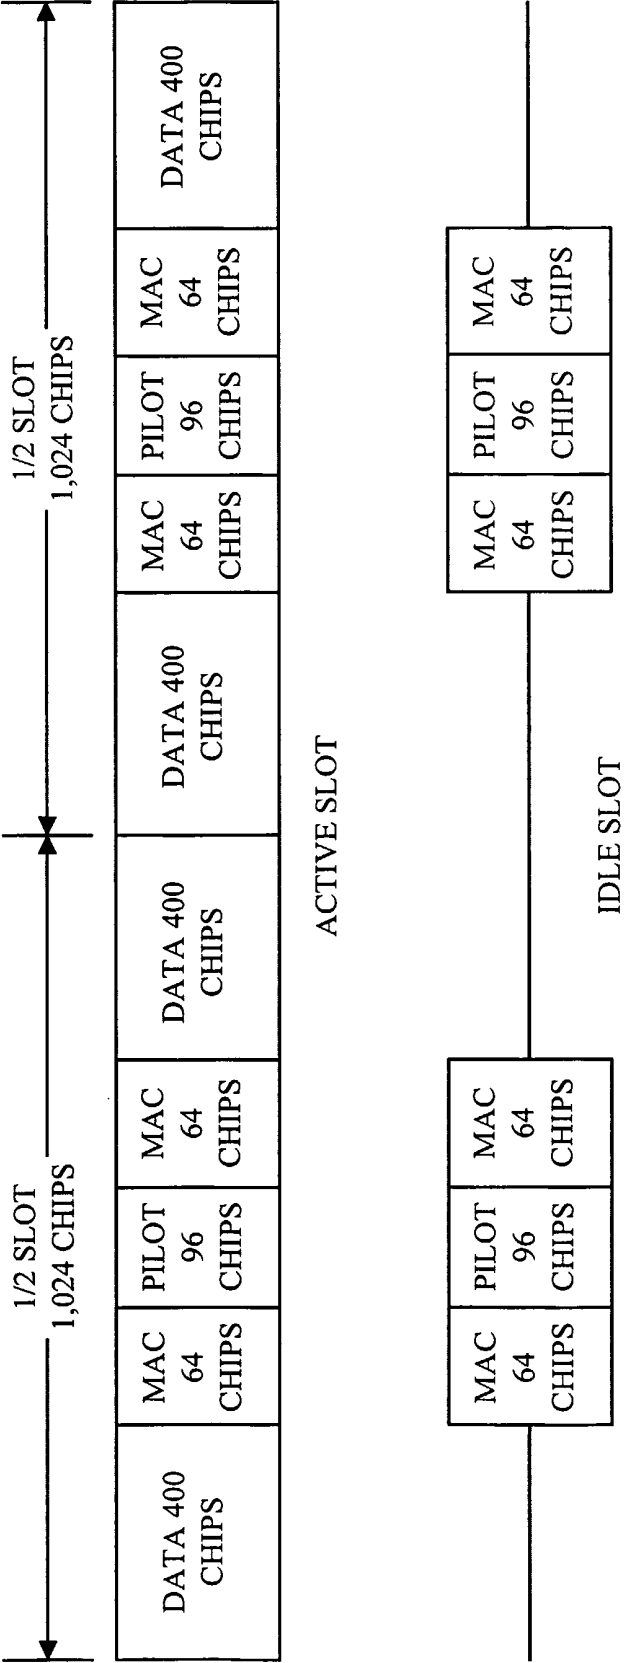 1/2 SLOT
1,024 CHIPS
1/2 SLOT
1,024 CHIPS
DATA 400
CHIPS
MAC
64
CHIPS
PILOT
96
CHIPS
MAC
64
CHIPS
DATA 400
CHIPS
DATA 400
CHIPS
MAC
64
CHIPS
PILOT
96
CHIPS
MAC
64
CHIPS
DATA 400
CHIPS
ACTIVE SLOT
MAC
64
CHIPS
PILOT
96
CHIPS
MAC
64
CHIPS
MAC
64
CHIPS
PILOT
96
CHIPS
MAC
64
CHIPS
IDLE SLOT